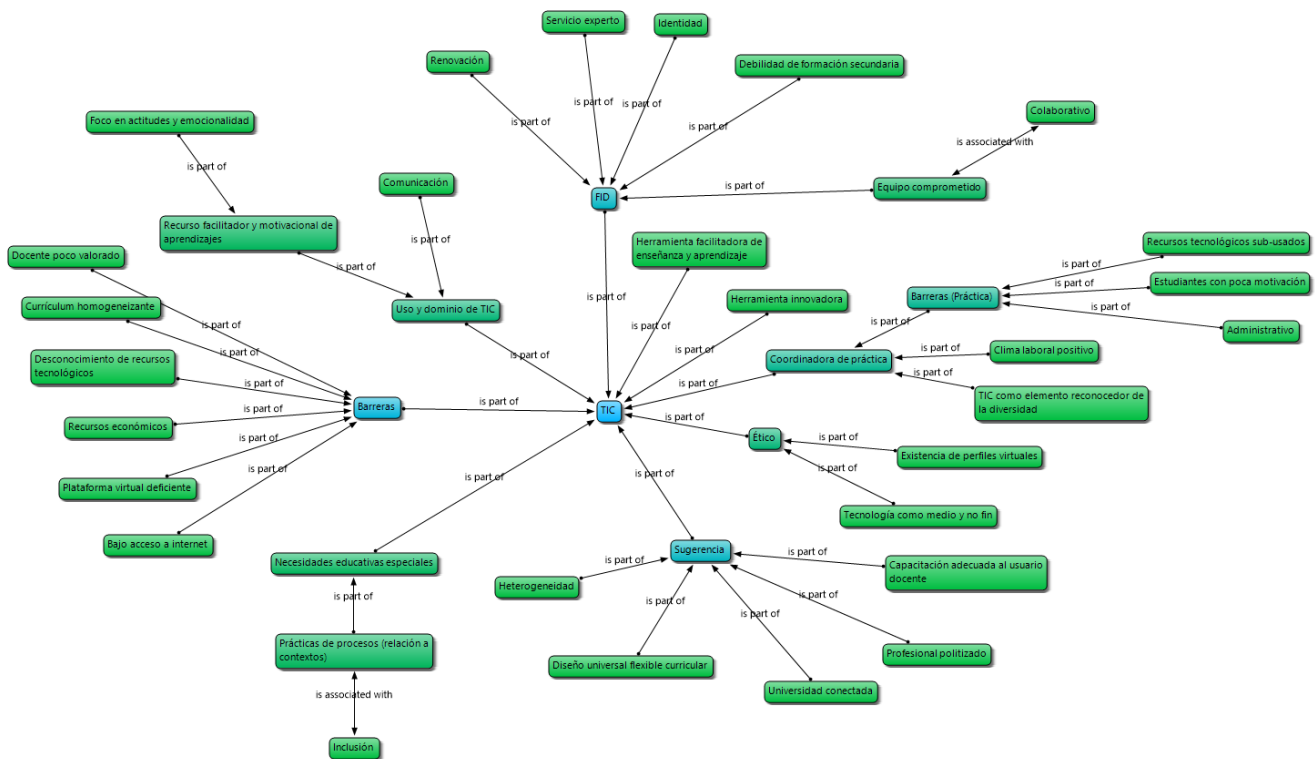 Servicio experto
Identidad
Renovación
Debilidad de formación secundaria
is part of
is part of
is part of
is part of
Foco en actitudes y emocionalidad
Colaborativo
is associated with
is part of
Comunicación
FID
is part of
Equipo comprometido
Recurso facilitador y motivacional de
aprendizajes
is part of
Herramienta facilitadora de
enseñanza y aprendizaje
Recursos tecnológicos sub-usados
Docente poco valorado
is part of
is part of
Estudiantes con poca motivación
is part of
is part of
Herramienta innovadora
Barreras (Práctica)
Currículum homogeneizante
Uso y dominio de TIC
is part of
is part of
is part of
is part of
Administrativo
is part of
is part of
is part of
is part of
Clima laboral positivo
Desconocimiento de recursos
tecnológicos
Coordinadora de práctica
is part of
is part of
is part of
TIC como elemento reconocedor de
la diversidad
Barreras
is part of
TIC
is part of
is part of
Recursos económicos
Ético
is part of
is part of
Existencia de perfiles virtuales
is part of
is part of
is part of
is part of
Plataforma virtual deficiente
Tecnología como medio y no fin
Bajo acceso a internet
Sugerencia
is part of
Necesidades educativas especiales
is part of
Capacitación adecuada al usuario
docente
Heterogeneidad
is part of
is part of
is part of
is part of
Prácticas de procesos (relación a
contextos)
Profesional politizado
Diseño universal flexible curricular
Universidad conectada
is associated with
Inclusión